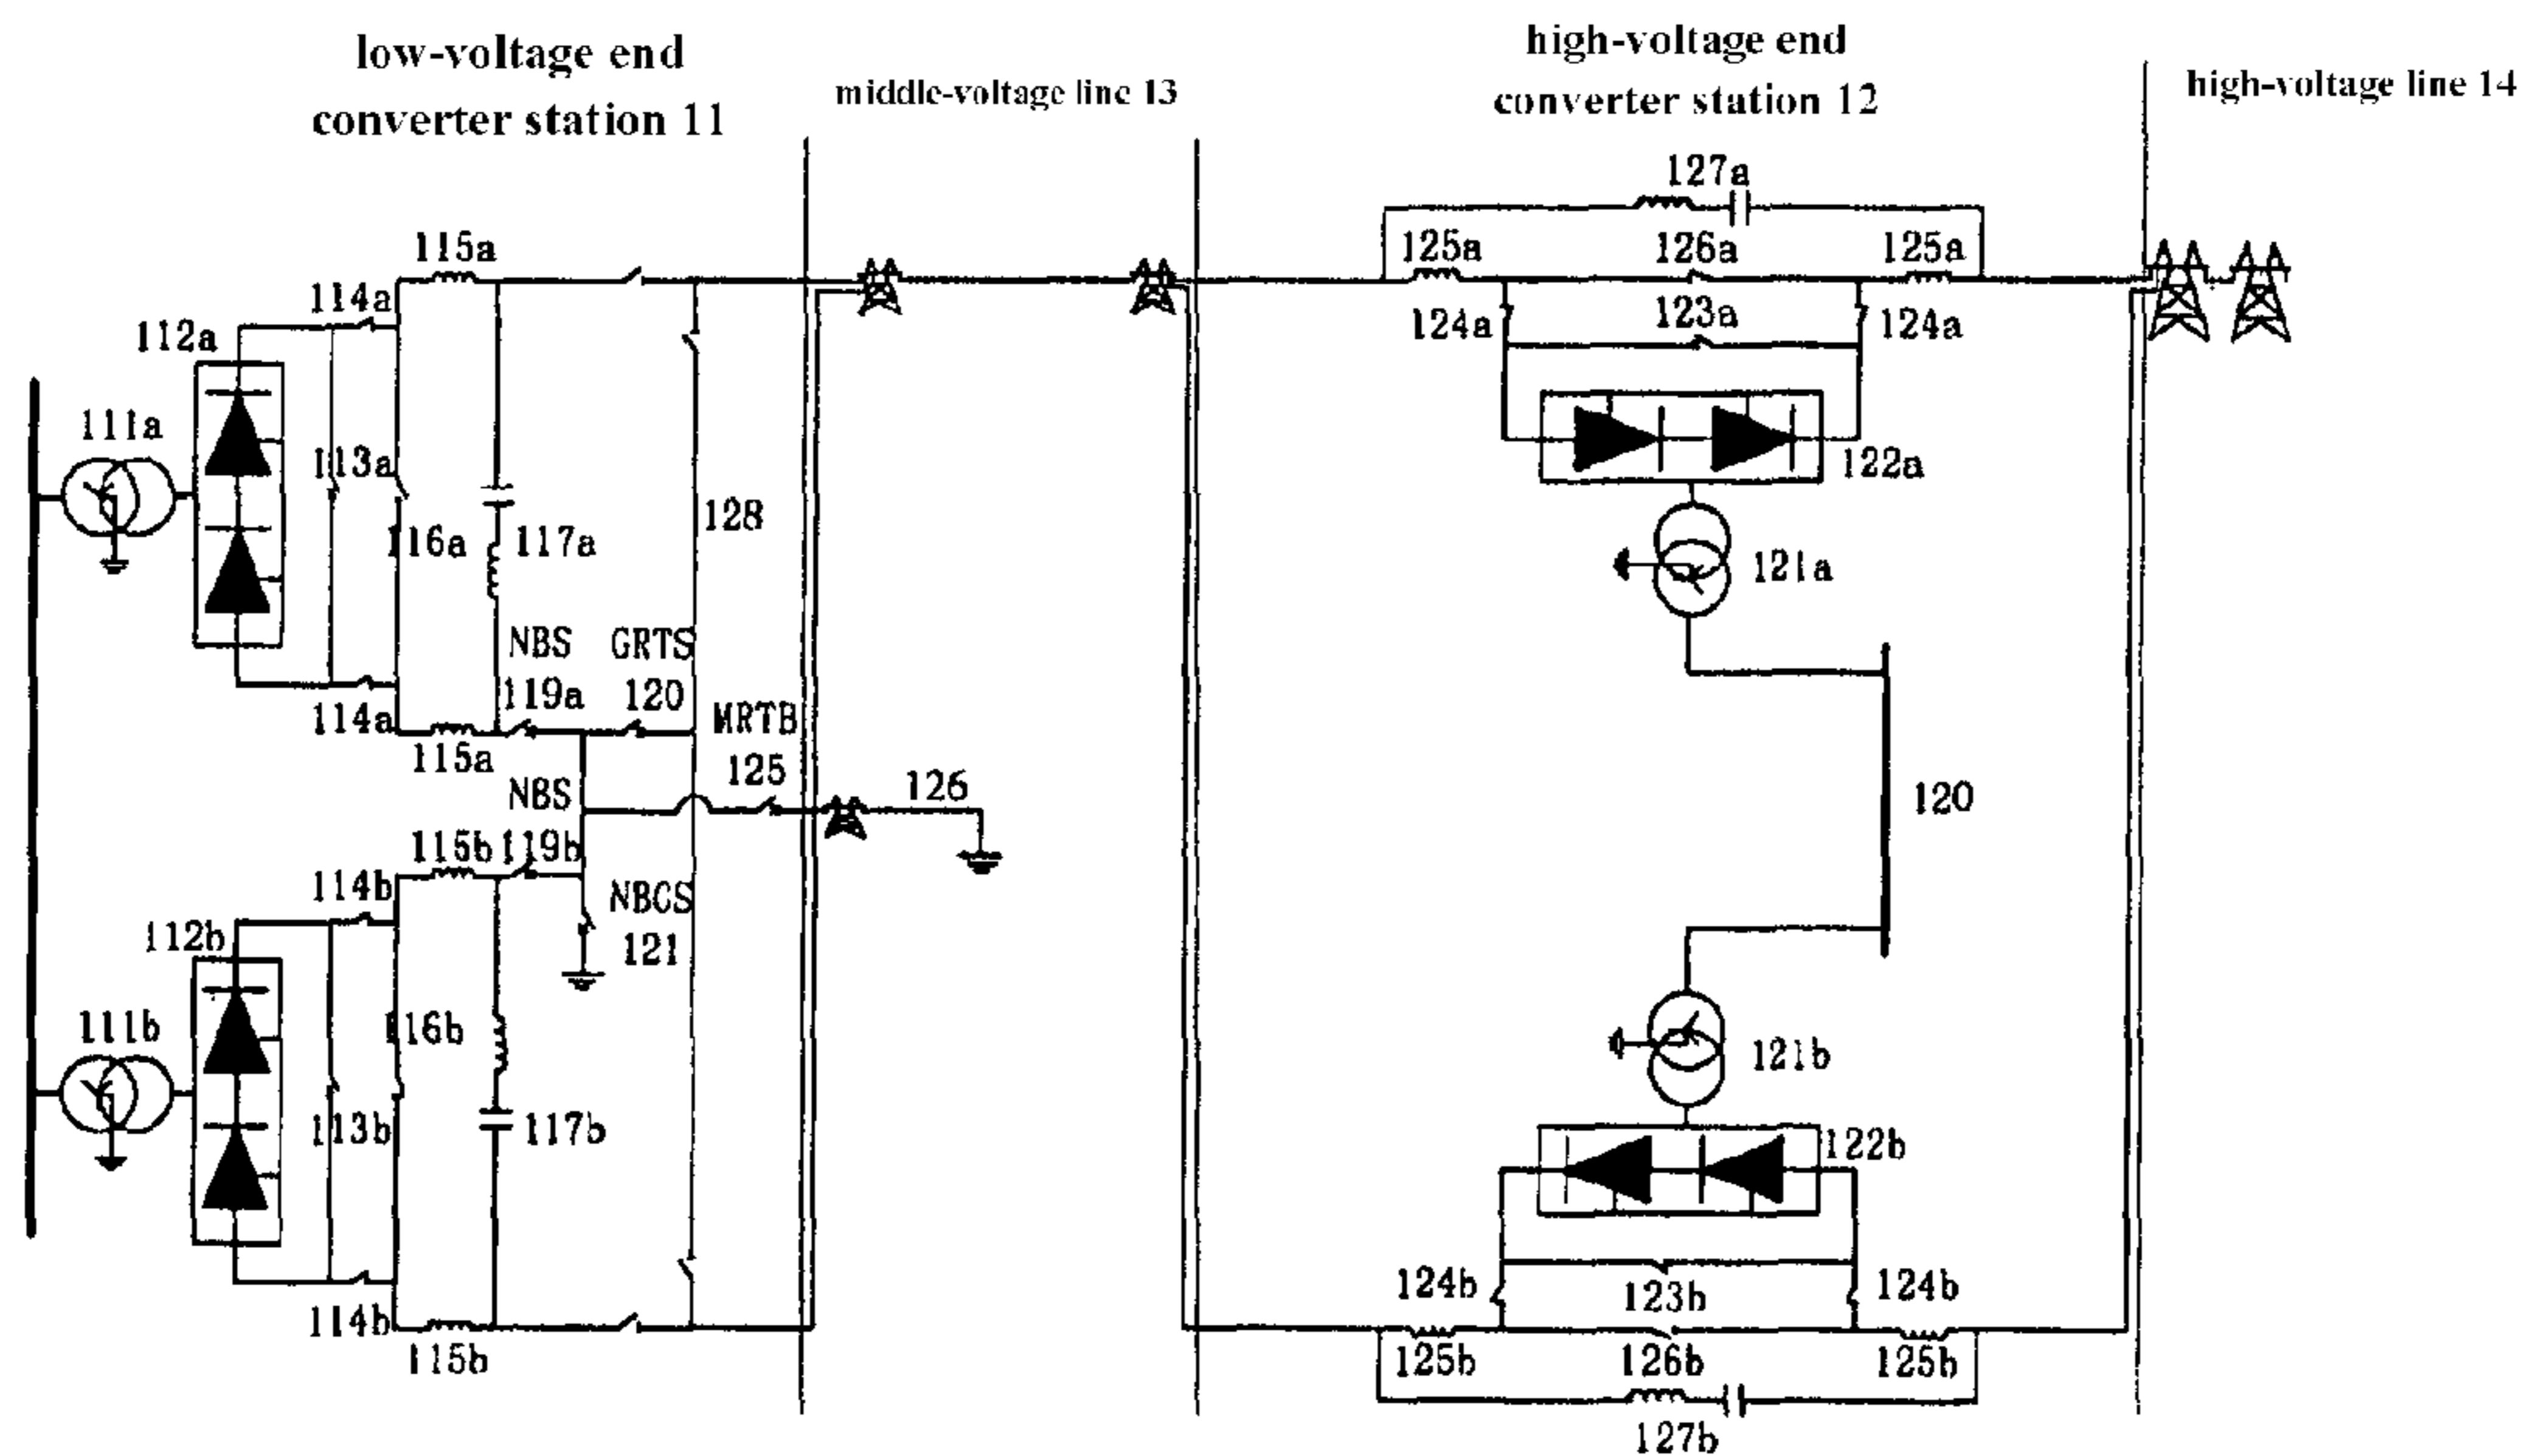 low-voltage end
converter station 11
middle-voltage line 13
high-voltage end
converter station 12
high-voltage line 14
127a
115a
125a
126a
125a
114a
112a
124a
123a
124a
111a
113a
122a
128
116a
117a
121a
NBS
GRTS
119a
120
114a
MRTB
115a
125
126
NBS
120
115b
119b
114b
NBGS
112b
121
111b
116b
121b
113b
117b
122b
124b
123b
124b
114b
115b
125b
126b
125b
127b